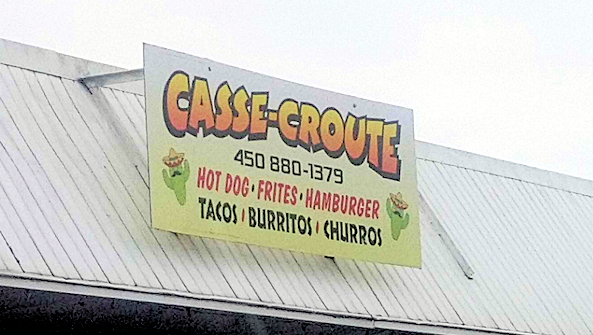 CASSE-CROUTE
450 880-1379
HOT DOG · FRITES · HAMBURGER
TACOS · BURRITOS · CHURROS